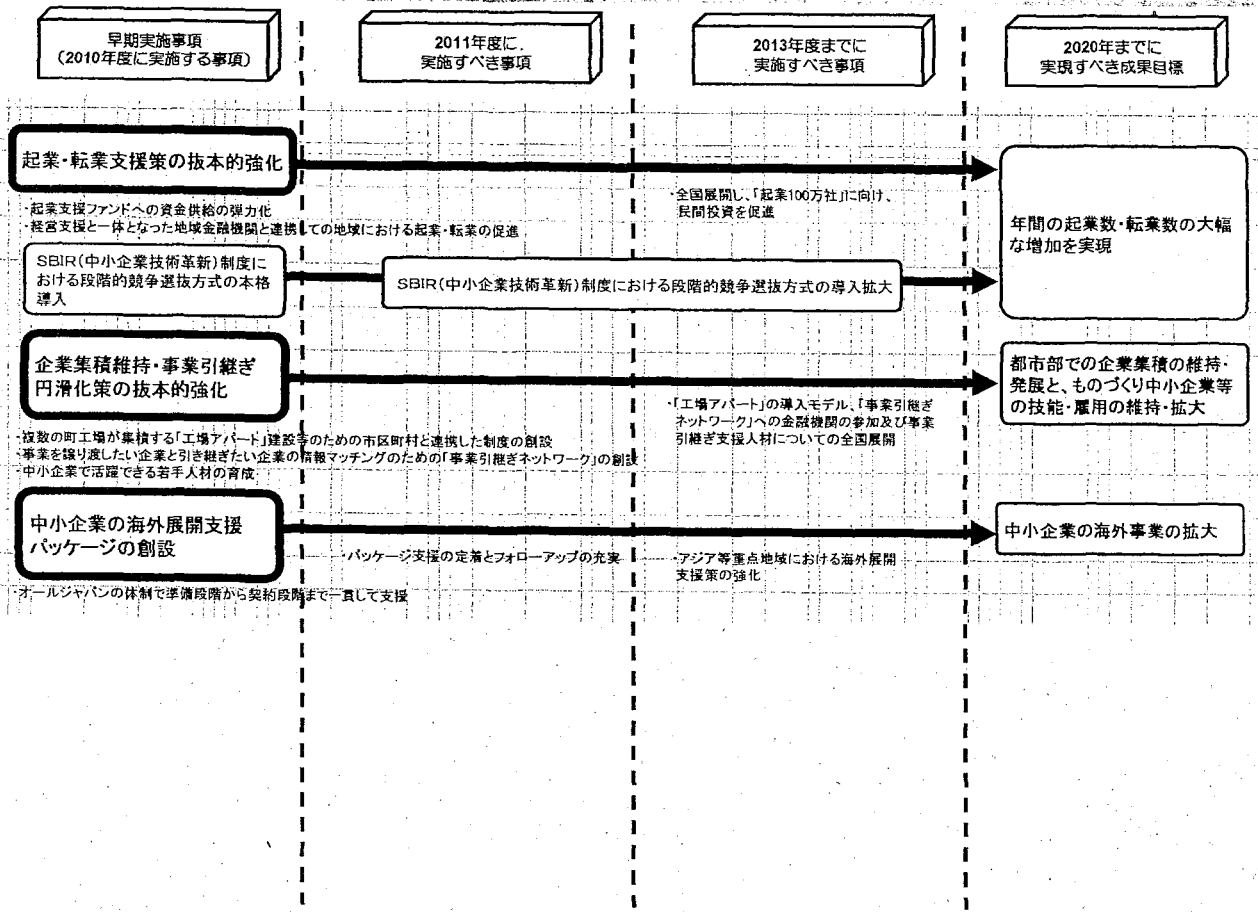 早期実施事項
(2010年度に実施する事項)
2011年度に
実施すべき事項
2013年度までに
実施すべき事項
2020年までに
実現すべき成果目標
起業・転業支援策の抜本的強化
・起業支援ファンドへの資金供給の弾力化
・経営支援と一体となった地域金融機関と連携しての地域における起業・転業の促進
・全国展開し、「起業100万社」に向け、
民間投資を促進
年間の起業数・転業数の大幅
な増加を実現
SBIR(中小企業技術革新)制度に
おける段階的競争選抜方式の本格
導入
SBIR(中小企業技術革新)制度における段階的競争選抜方式の導入拡大
企業集積維持・事業引継ぎ
円滑化策の抜本的強化
・複数の町工場が集積する「工場アパート」建設等のための市区町村と連携した制度の創設
・事業を譲り渡したい企業と引き継ぎたい企業の情報マッチングのための「事業引継ぎネットワーク」の創設
・中小企業で活躍できる若手人材の育成
・「工場アパート」の導入モデル、「事業引継ぎ
ネットワーク」への金融機関の参加及び事業
引継ぎ支援人材についての全国展開
都市部での企業集積の維持・
発展と、ものづくり中小企業等
の技能・雇用の維持・拡大
中小企業の海外展開支援
パッケージの創設
・オールジャパンの体制で準備段階から契約段階まで一貫して支援
・パッケージ支援の定着とフォローアップの充実
・アジア等重点地域における海外展開
支援策の強化
中小企業の海外事業の拡大